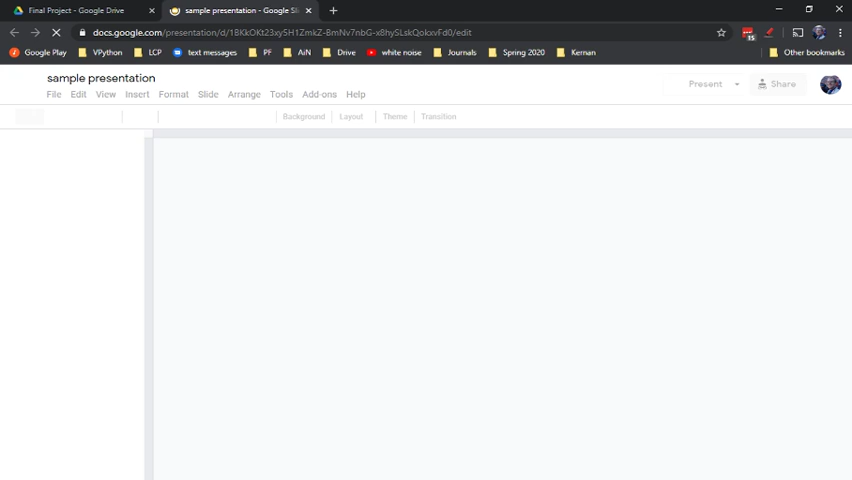 Final Project - Google Drive
sample presentation - Google Sl
docs.google.com/presentation/d/1BKkOKt23xySH1ZmkZ-BmNv7nbG-x8hySLskQokxvFd0/edit
15
Google Play
VPython
LCP
text messages
PF
AiN
Drive
white noise
Journals
Spring 2020
Kernan
Other bookmarks
sample presentation
File Edit View Insert Format Slide Arrange Tools Add-ons Help
Present
Share
Background Layout Theme Transition